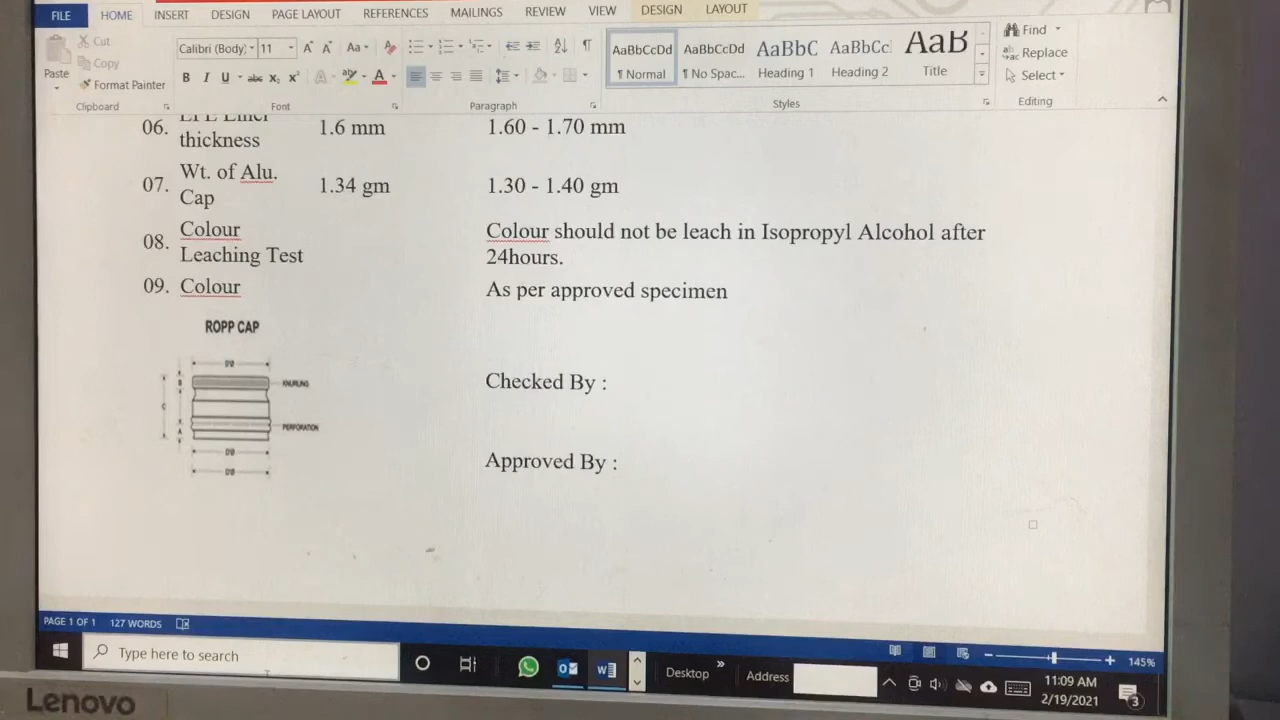 FILE HOME INSERT DESIGN PAGE LAYOUT REFERENCES MAILINGS REVIEW VIEW DESIGN LAYOUT
Cut
Copy
Format Painter
Paste
Calibri (Body) 11
AaBbCcDd AaBbCcDd AaBbC AaBbCc AaB
¶ Normal ¶ No Spac... Heading 1 Heading 2 Title
Find
Replace
Select
Clipboard Font Paragraph Styles Editing
06. thickness 1.6 mm 1.60 - 1.70 mm
07. Wt. of Alu. Cap 1.34 gm 1.30 - 1.40 gm
08. Colour Leaching Test Colour should not be leach in Isopropyl Alcohol after
24hours.
09. Colour As per approved specimen
ROPP CAP
KNURLING
PERFORATION
Checked By :
Approved By :
PAGE 1 OF 1 127 WORDS
145%
Type here to search
Desktop
Address
11:09 AM
2/19/2021
3
Lenovo